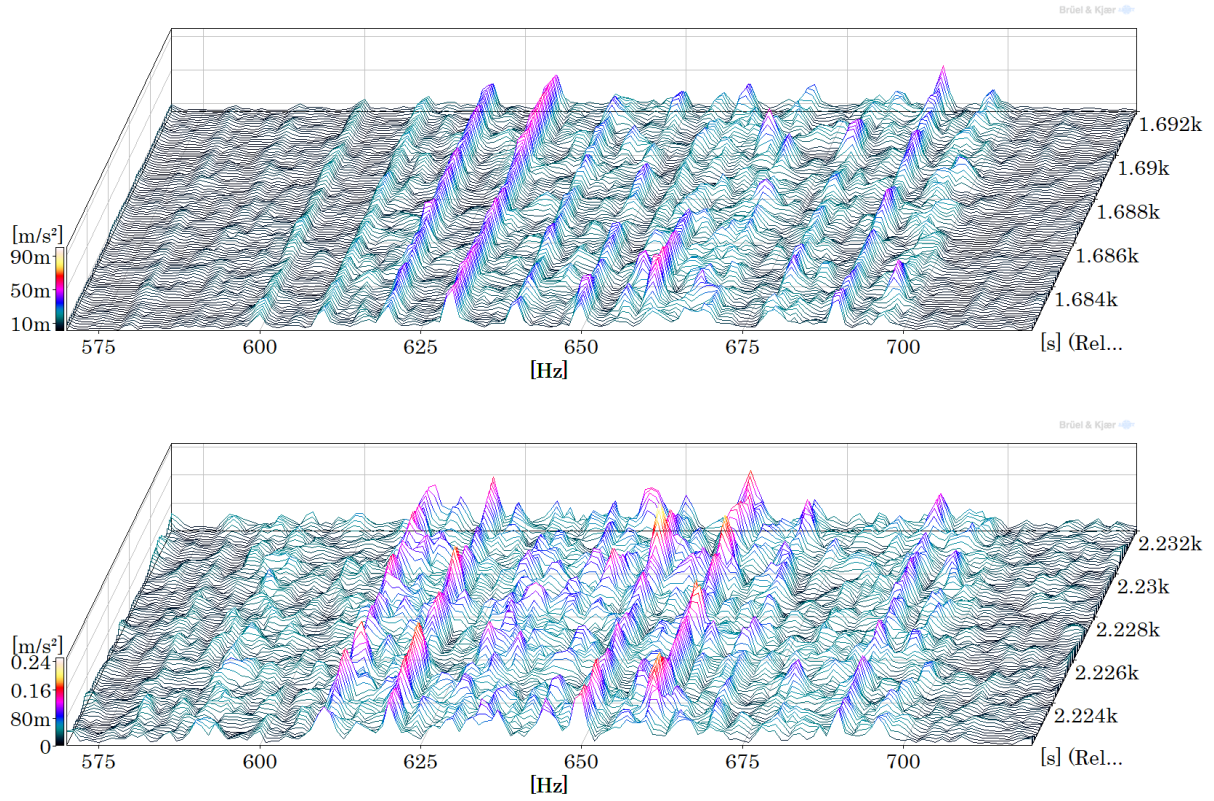 Brüel & Kjær
1.692k
1.69k
1.688k
1.686k
1.684k
[m/s²]
90m
50m
10m
575 600 625 650 675 700 [s] (Rel...
[Hz]
Brüel & Kjær
2.232k
2.23k
2.228k
2.226k
2.224k
[m/s²]
0.24
0.16
80m
0
575 600 625 650 675 700 [s] (Rel...
[Hz]